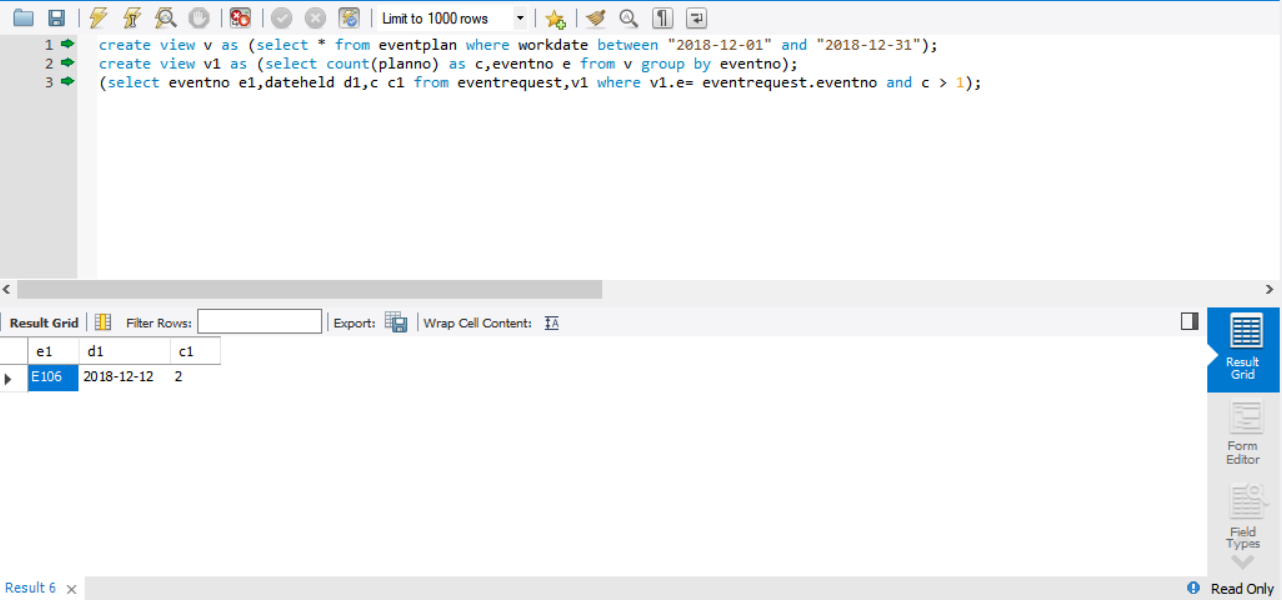 Limit to 1000 rows
1 create view v as (select * from eventplan where workdate between "2018-12-01" and "2018-12-31");
2 create view v1 as (select count(planno) as c,eventno e from v group by eventno);
3 (select eventno e1,dateheld d1,c c1 from eventrequest,v1 where v1.e= eventrequest.eventno and c > 1);
Result Grid Filter Rows: Export: Wrap Cell Content: IA
e1 d1 c1
E106 2018-12-12 2
Result
Grid
Form
Editor
Field
Types
Result 6 Read Only